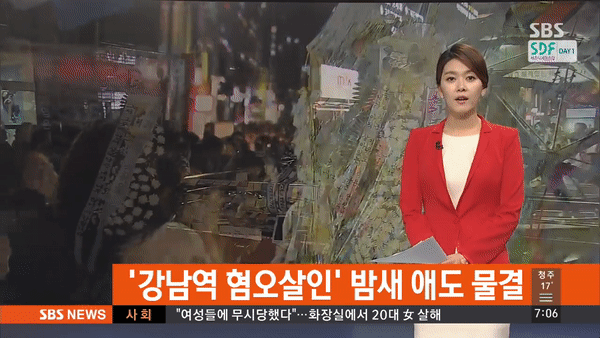 SBS
SDF
DAY 1
'강남역 혐오살인' 밤새 애도 물결
청주
17˚
SBS NEWS
사 회
"여성들에 무시당했다"…화장실에서 20대 女 살해
7:06